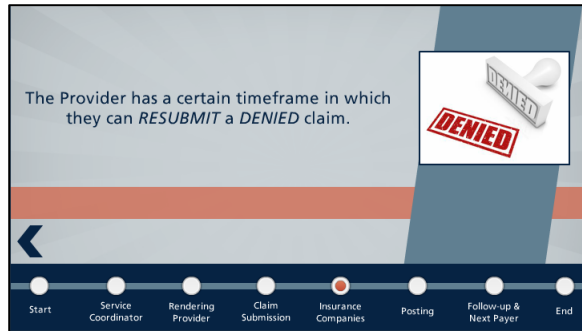 The Provider has a certain timeframe in which
they can RESUBMIT a DENIED claim.
DENIED
DENIED
Start
Service
Coordinator
Rendering
Provider
Claim
Submission
Insurance
Companies
Posting
Follow-up &
Next Payer
End